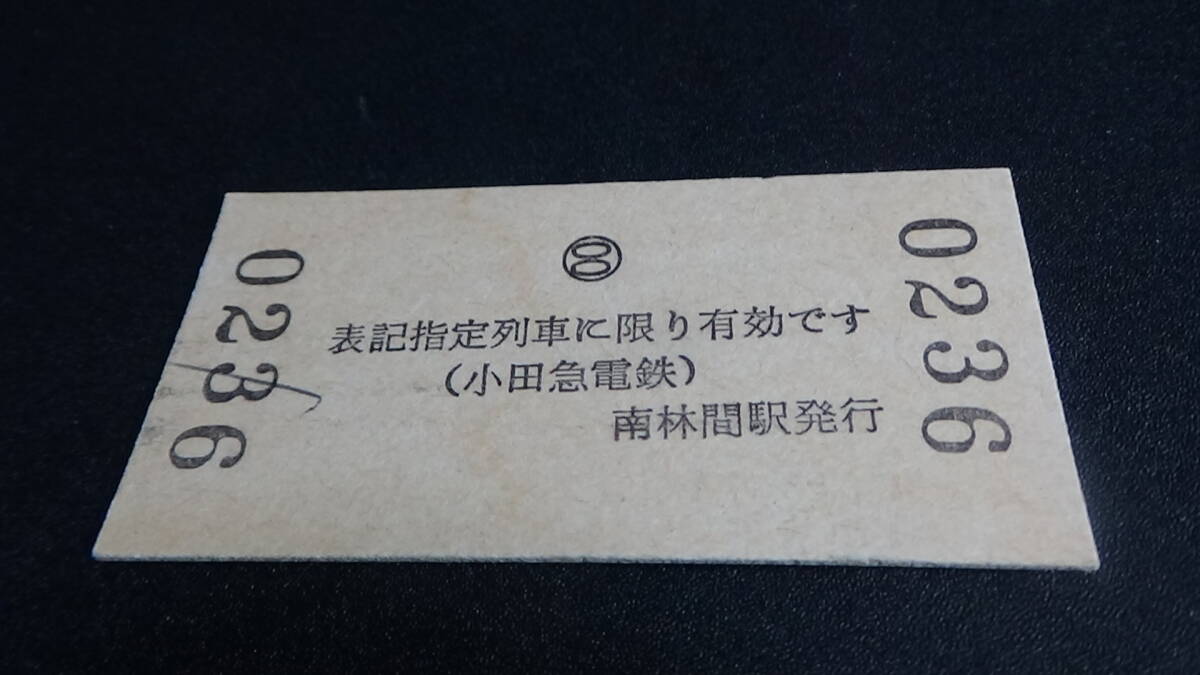 00
表記指定列車に限り有効です
(小田急電鉄)
南林間駅発行
0236
0236